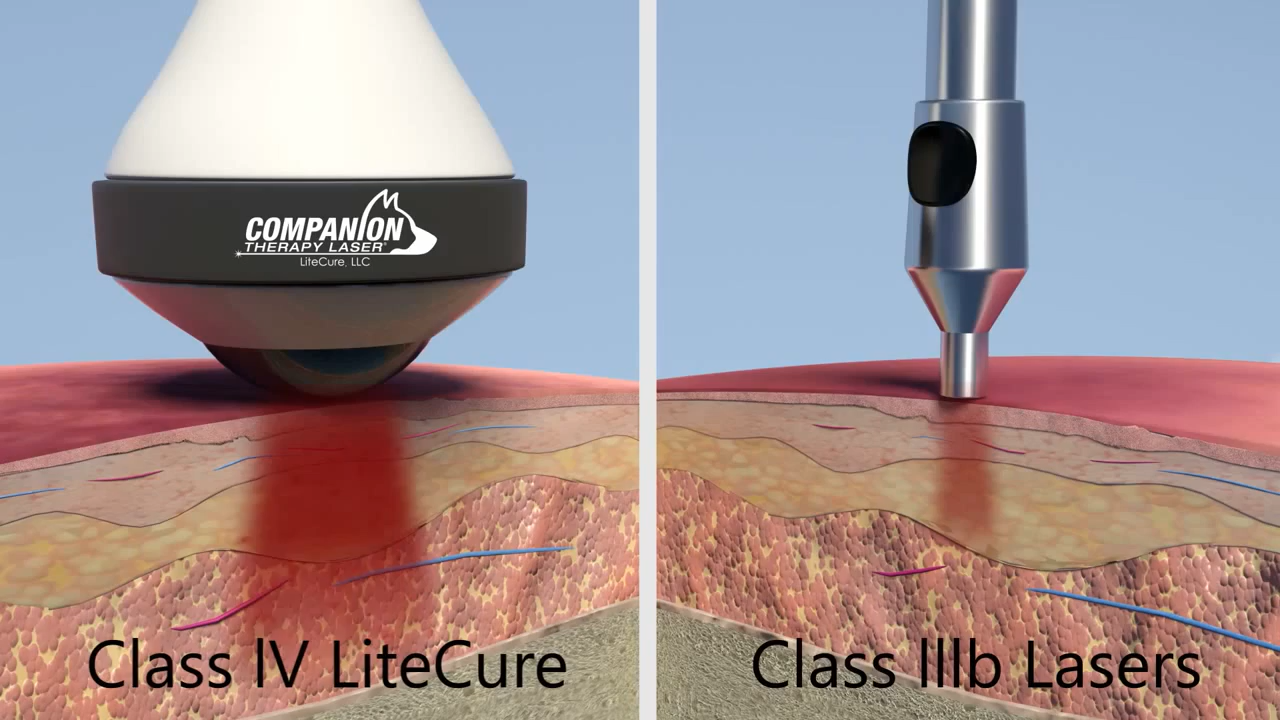 COMPANION
THERAPY LASER®
LiteCure, LLC
Class IV LiteCure
Class IIIb Lasers